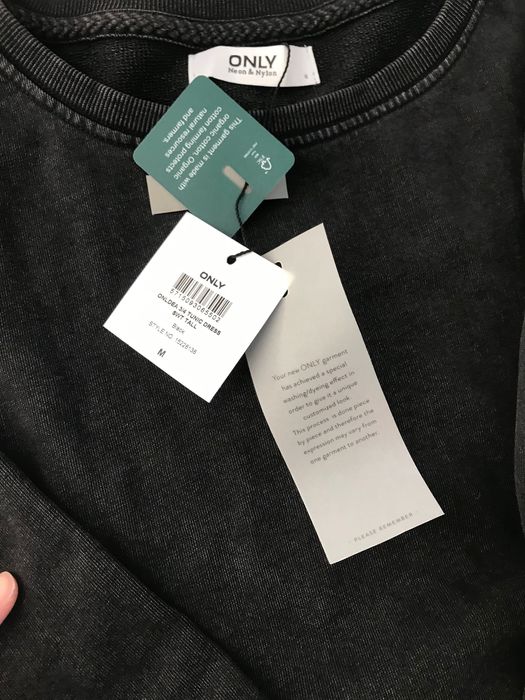 ONLY
Neon & Nylon
This garment is made with
organic cotton. Organic
cotton farming protects
natural resources
and farmers.
ONLY
5715093065502
ONLDEA 3/4 TUNIC DRESS
SWT TALL
Black
STYLE NO. 15226138
M
Your new ONLY garment
has achieved a special
washing/dyeing effect in
order to give it a unique
customized look.
This process is done piece
by piece and therefore the
expression may vary from
one garment to another.
- PLEASE REMEMBER -